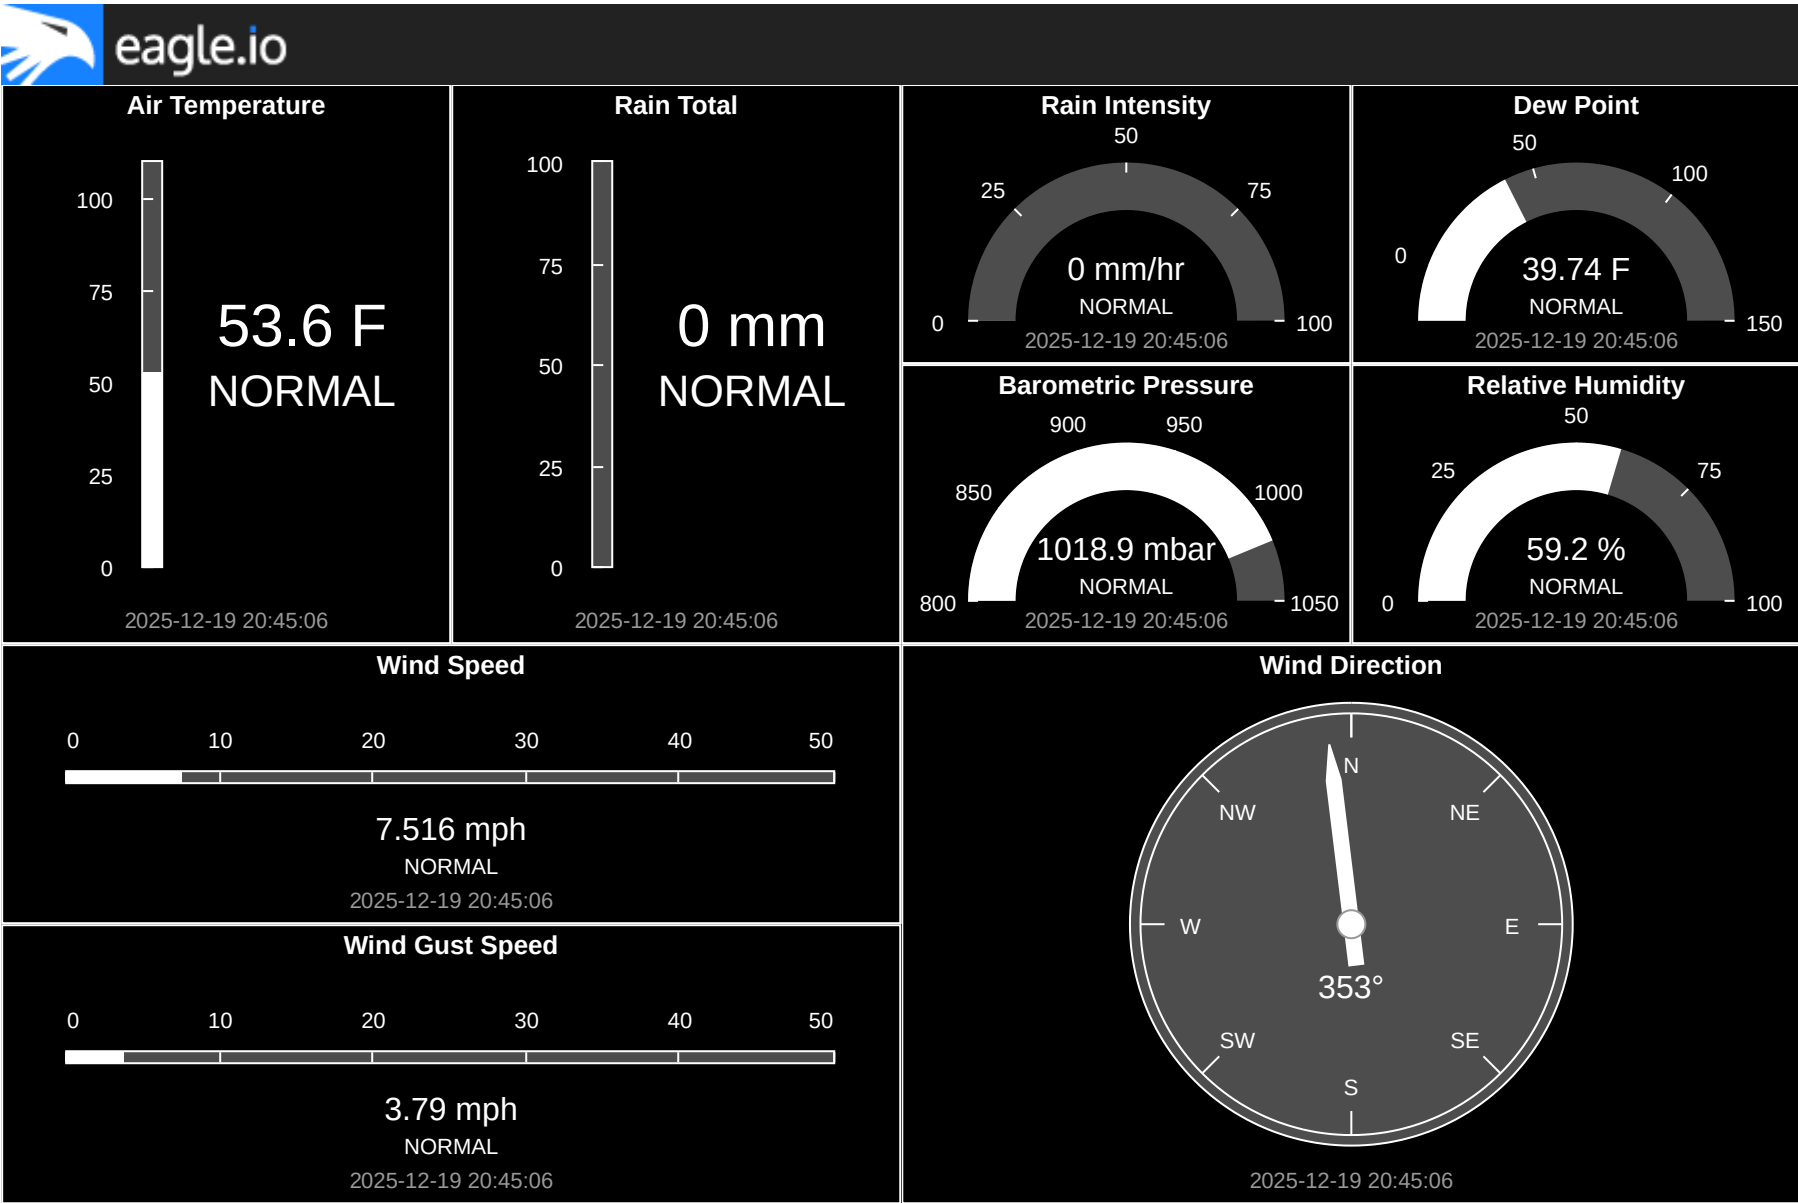 eagle.io
Air Temperature
100
75
50
25
0
53.6 F
NORMAL
2025-12-19 20:45:06
Rain Total
100
75
50
25
0
0 mm
NORMAL
2025-12-19 20:45:06
Rain Intensity
0
25
50
75
100
0 mm/hr
NORMAL
2025-12-19 20:45:06
Dew Point
0
50
100
150
39.74 F
NORMAL
2025-12-19 20:45:06
Barometric Pressure
800
850
900
950
1000
1050
1018.9 mbar
NORMAL
2025-12-19 20:45:06
Relative Humidity
0
25
50
75
100
59.2 %
NORMAL
2025-12-19 20:45:06
Wind Speed
0 10 20 30 40 50
7.516 mph
NORMAL
2025-12-19 20:45:06
Wind Gust Speed
0 10 20 30 40 50
3.79 mph
NORMAL
2025-12-19 20:45:06
Wind Direction
N
NW NE
W E
353°
SW SE
S
2025-12-19 20:45:06